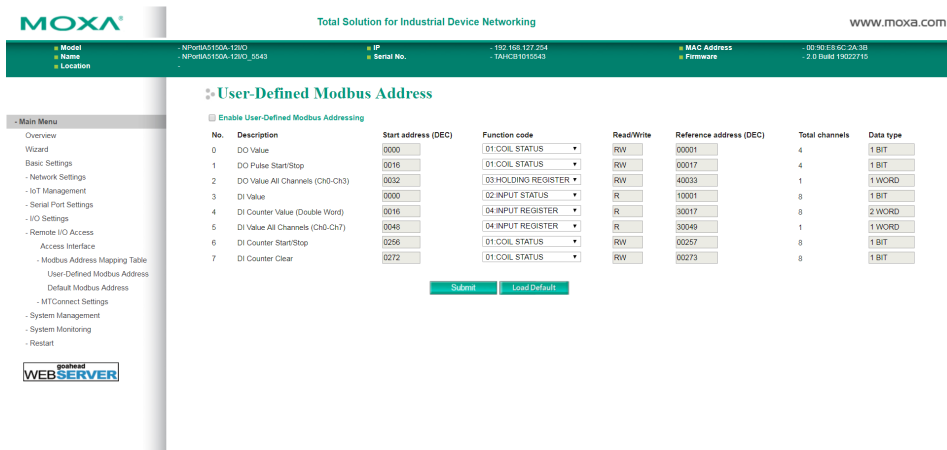 MOXA®
Total Solution for Industrial Device Networking
www.moxa.com
Model - NPortIA5150A-12I/O IP - 192.168.127.254 MAC Address - 00:90:E8:6C:2A:3B
Name - NPortIA5150A-12I/O_5543 Serial No. - TAHCB1015543 Firmware - 2.0 Build 19022715
Location -
- Main Menu
Overview
Wizard
Basic Settings
- Network Settings
- IoT Management
- Serial Port Settings
- I/O Settings
- Remote I/O Access
Access Interface
- Modbus Address Mapping Table
User-Defined Modbus Address
Default Modbus Address
- MTConnect Settings
- System Management
- System Monitoring
- Restart
goahead
WEBSERVER
User-Defined Modbus Address
Enable User-Defined Modbus Addressing
No. Description Start address (DEC) Function code Read/Write Reference address (DEC) Total channels Data type
0 DO Value 0000 01:COIL STATUS RW 00001 4 1 BIT
1 DO Pulse Start/Stop 0016 01:COIL STATUS RW 00017 4 1 BIT
2 DO Value All Channels (Ch0-Ch3) 0032 03:HOLDING REGISTER RW 40033 1 1 WORD
3 DI Value 0000 02:INPUT STATUS R 10001 8 1 BIT
4 DI Counter Value (Double Word) 0016 04:INPUT REGISTER R 30017 8 2 WORD
5 DI Value All Channels (Ch0-Ch7) 0048 04:INPUT REGISTER R 30049 1 1 WORD
6 DI Counter Start/Stop 0256 01:COIL STATUS RW 00257 8 1 BIT
7 DI Counter Clear 0272 01:COIL STATUS RW 00273 8 1 BIT
Submit Load Default